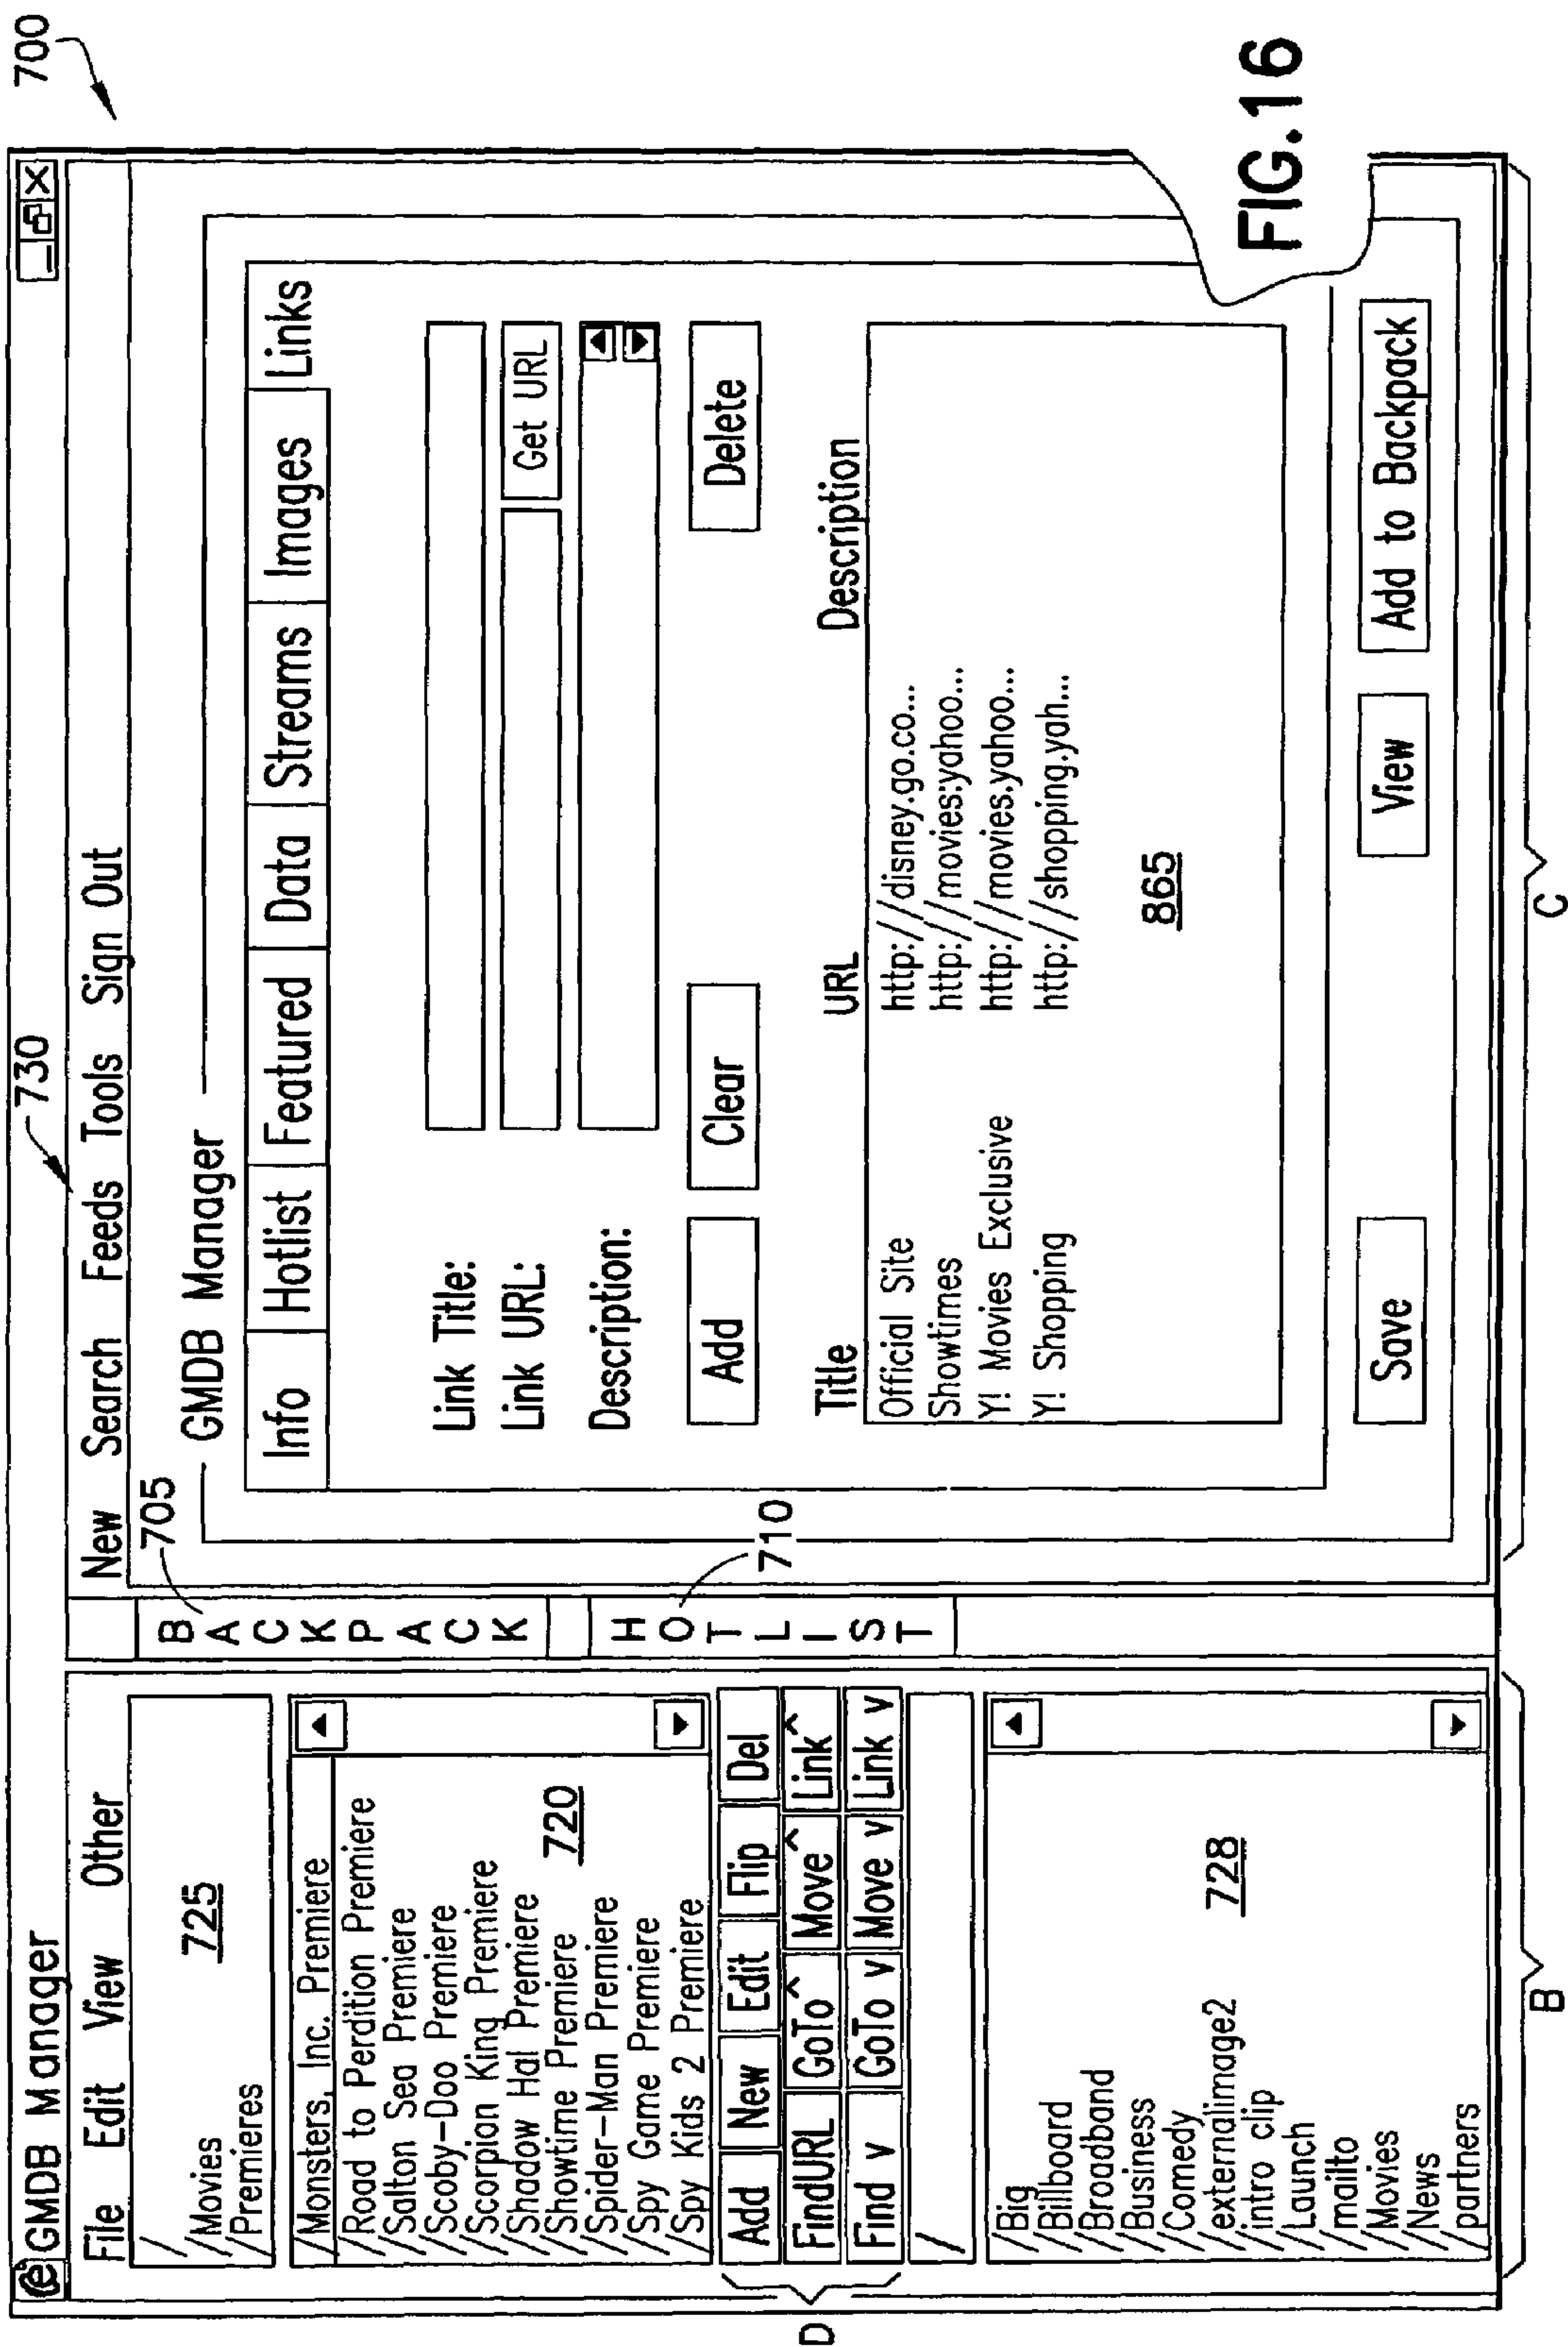 700
GMDB Manager
730
File Edit View Other
New Search Feeds Tools Sign Out
725
/
/Movies
/Premieres
705
BACKPACK
710
HOTLIST
/Monsters, Inc. Premiere
/Road to Perdition Premiere
/Salton Sea Premiere
/Scoby-Doo Premiere
/Scorpion King Premiere
/Shadow Hal Premiere
/Showtime Premiere
/Spider-Man Premiere
/Spy Game Premiere
/Spy Kids 2 Premiere
720
Add New Edit Flip Del
FindURL GoTo ^ Move ^ Link ^
Find v GoTo v Move v Link v
D
/
/Big
/Billboard
/Broadband
/Business
/Comedy
/externalimage2
/intro clip
/Launch
/mailto
/Movies
/News
/partners
728
B
GMDB Manager
Info Hotlist Featured Data Streams Images Links
Link Title:
Link URL: Get URL
Description:
Add Clear Delete
Title URL Description
Official Site http://disney.go.co...
Showtimes http://movies:yahoo...
Y! Movies Exclusive http://movies.yahoo...
Y! Shopping http://shopping.yah...
865
Save View Add to Backpack
C
FIG.16